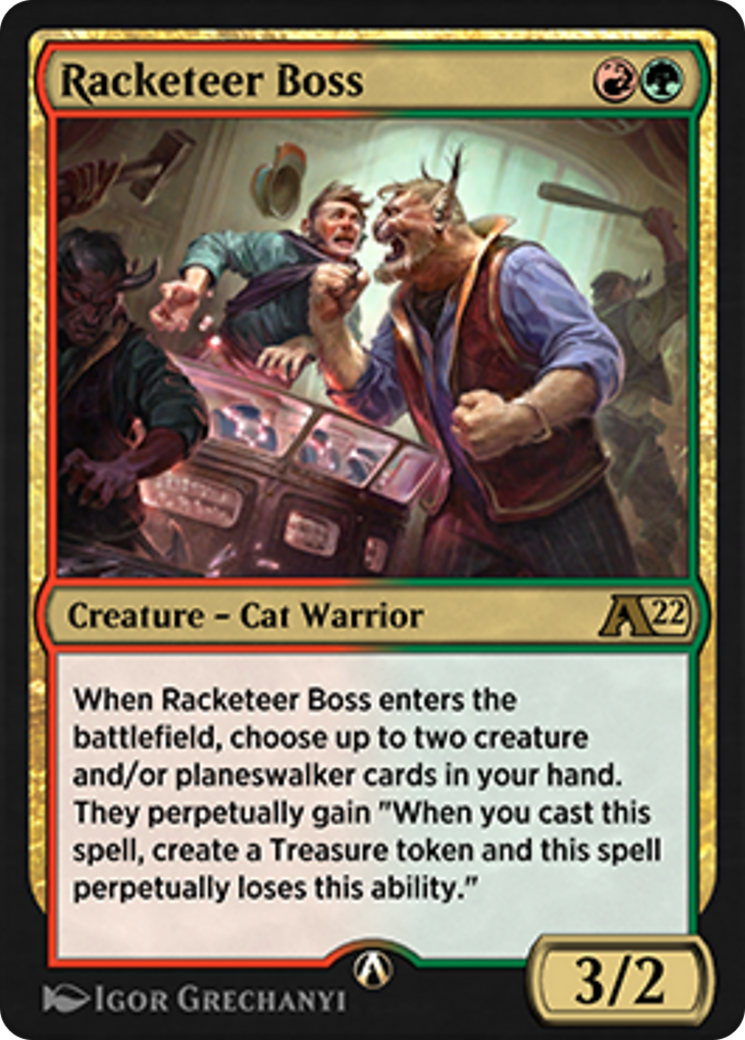 Racketeer Boss
Creature – Cat Warrior
A22
When Racketeer Boss enters the
battlefield, choose up to two creature
and/or planeswalker cards in your hand.
They perpetually gain "When you cast this
spell, create a Treasure token and this spell
perpetually loses this ability."
3/2
Igor Grechanyi